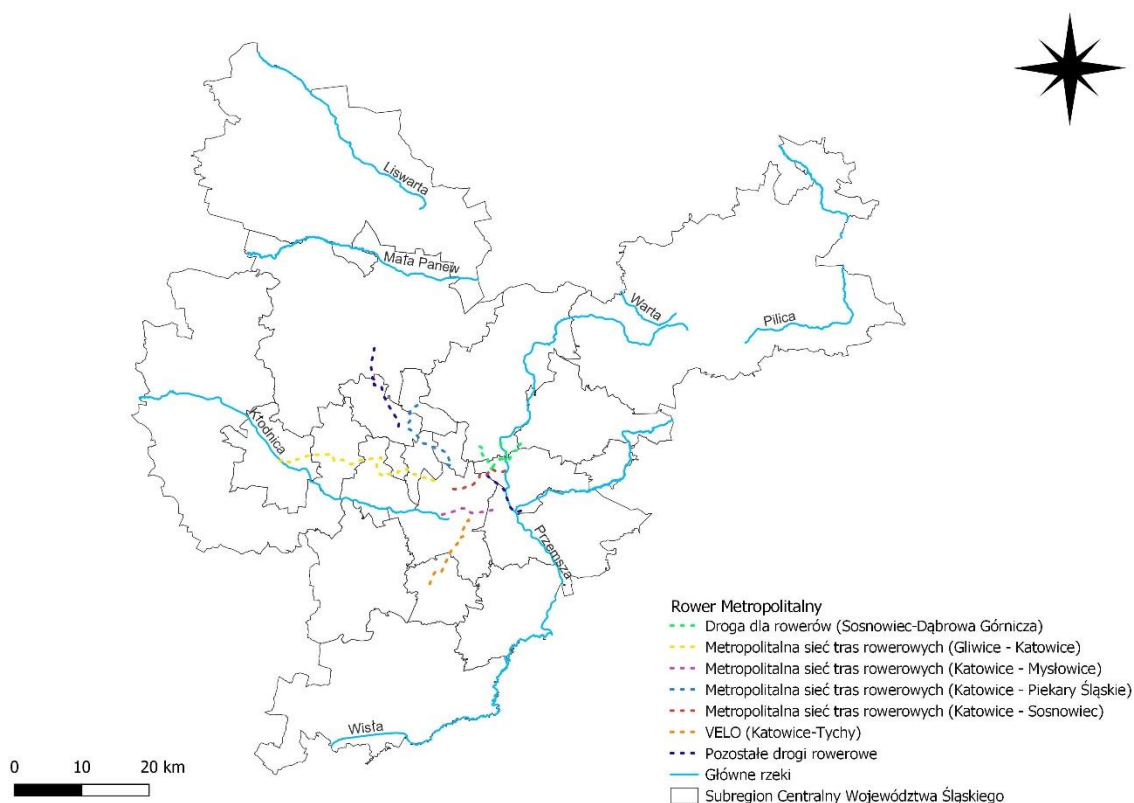 Liswarta
Mała Panew
Warta
Pilica
Kłodnica
Przemsza
Wisła
Rower Metropolitalny
Droga dla rowerów (Sosnowiec-Dąbrowa Górnicza)
Metropolitalna sieć tras rowerowych (Gliwice - Katowice)
Metropolitalna sieć tras rowerowych (Katowice - Mysłowice)
Metropolitalna sieć tras rowerowych (Katowice - Piekary Śląskie)
Metropolitalna sieć tras rowerowych (Katowice - Sosnowiec)
VELO (Katowice-Tychy)
Pozostałe drogi rowerowe
Główne rzeki
Subregion Centralny Województwa Śląskiego
0 10 20 km